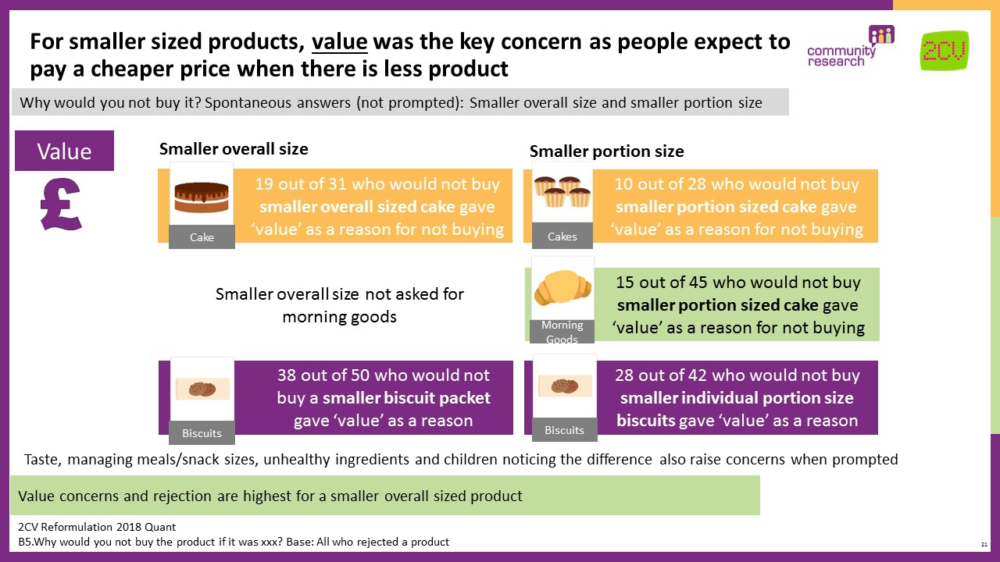 For smaller sized products, value was the key concern as people expect to
pay a cheaper price when there is less product
community
research
2CV
Why would you not buy it? Spontaneous answers (not prompted): Smaller overall size and smaller portion size
Value
£
Smaller overall size
Cake
19 out of 31 who would not buy
smaller overall sized cake gave
‘value’ as a reason for not buying
Smaller portion size
Cakes
10 out of 28 who would not buy
smaller portion sized cake gave
‘value’ as a reason for not buying
Smaller overall size not asked for
morning goods
Morning
Goods
15 out of 45 who would not buy
smaller portion sized cake gave
‘value’ as a reason for not buying
Biscuits
38 out of 50 who would not
buy a smaller biscuit packet
gave ‘value’ as a reason
Biscuits
28 out of 42 who would not buy
smaller individual portion size
biscuits gave ‘value’ as a reason
Taste, managing meals/snack sizes, unhealthy ingredients and children noticing the difference also raise concerns when prompted
Value concerns and rejection are highest for a smaller overall sized product
2CV Reformulation 2018 Quant
B5.Why would you not buy the product if it was xxx? Base: All who rejected a product
21